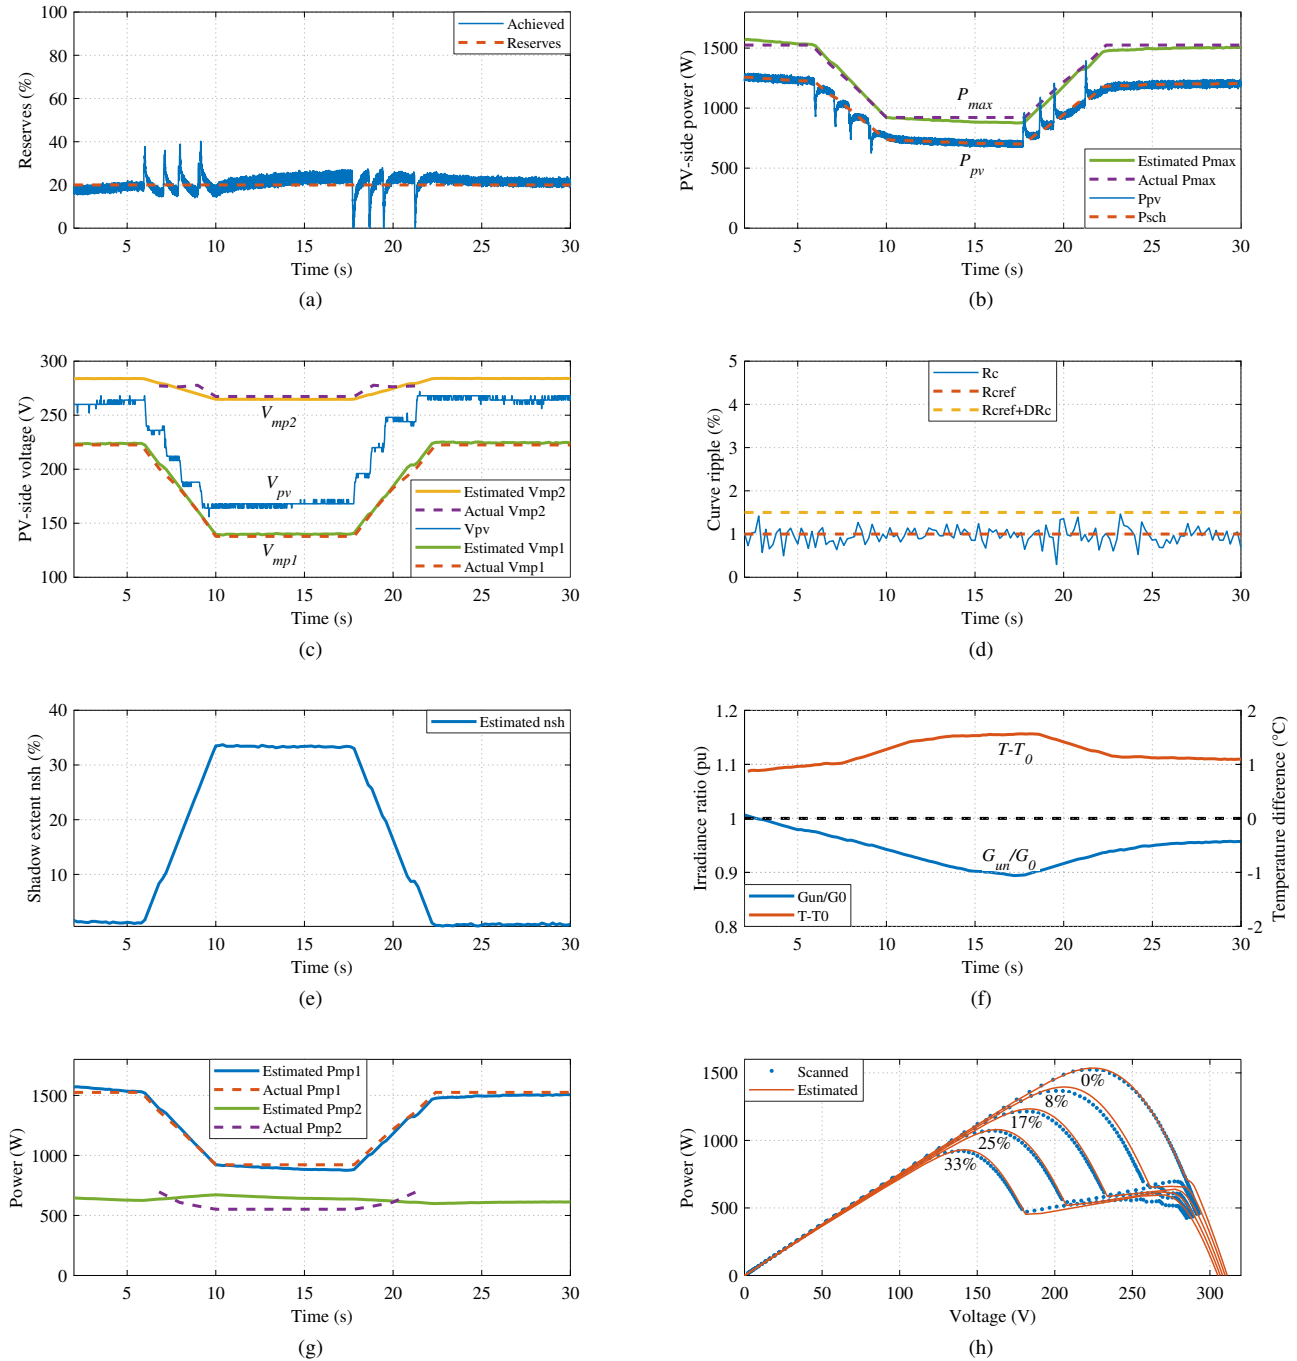 100
80
60
40
20
0
Reserves (%)
Achieved
Reserves
5 10 15 20 25 30
Time (s)
(a)
1500
1000
500
0
PV-side power (W)
P_max
P_pv
Estimated Pmax
Actual Pmax
Ppv
Psch
5 10 15 20 25 30
Time (s)
(b)
300
250
200
150
100
PV-side voltage (V)
V_mp2
V_pv
V_mp1
Estimated Vmp2
Actual Vmp2
Vpv
Estimated Vmp1
Actual Vmp1
5 10 15 20 25 30
Time (s)
(c)
5
4
3
2
1
0
Curve ripple (%)
Rc
Rcref
Rcref+DRc
5 10 15 20 25 30
Time (s)
(d)
40
30
20
10
Shadow extent nsh (%)
Estimated nsh
5 10 15 20 25 30
Time (s)
(e)
1.2
1.1
1
0.9
0.8
Irradiance ratio (pu)
T-T_0
G_un/G_0
Gun/G0
T-T0
2
1
0
-1
-2
Temperature difference (°C)
5 10 15 20 25 30
Time (s)
(f)
1500
1000
500
0
Power (W)
Estimated Pmp1
Actual Pmp1
Estimated Pmp2
Actual Pmp2
5 10 15 20 25 30
Time (s)
(g)
1500
1000
500
0
Power (W)
Scanned
Estimated
0%
8%
17%
25%
33%
0 50 100 150 200 250 300
Voltage (V)
(h)